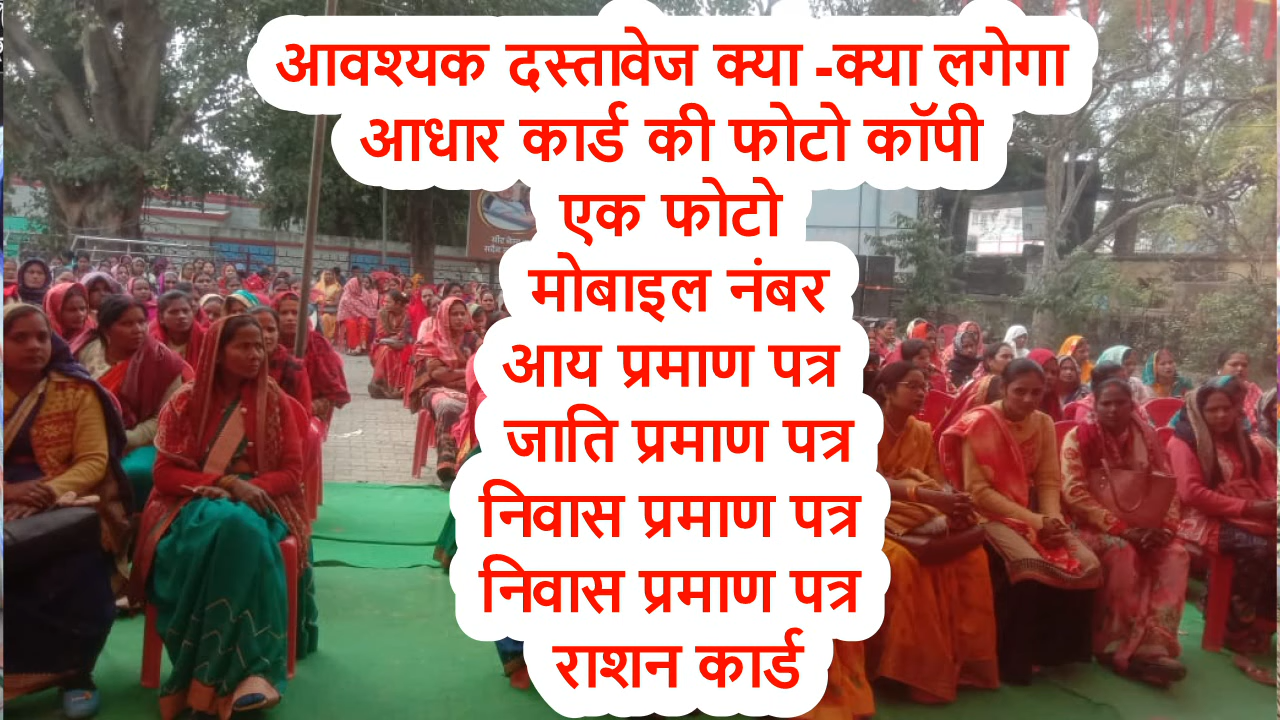 आवश्यक दस्तावेज क्या -क्या लगेगा
आधार कार्ड की फोटो कॉपी
एक फोटो
मोबाइल नंबर
आय प्रमाण पत्र
जाति प्रमाण पत्र
निवास प्रमाण पत्र
निवास प्रमाण पत्र
राशन कार्ड